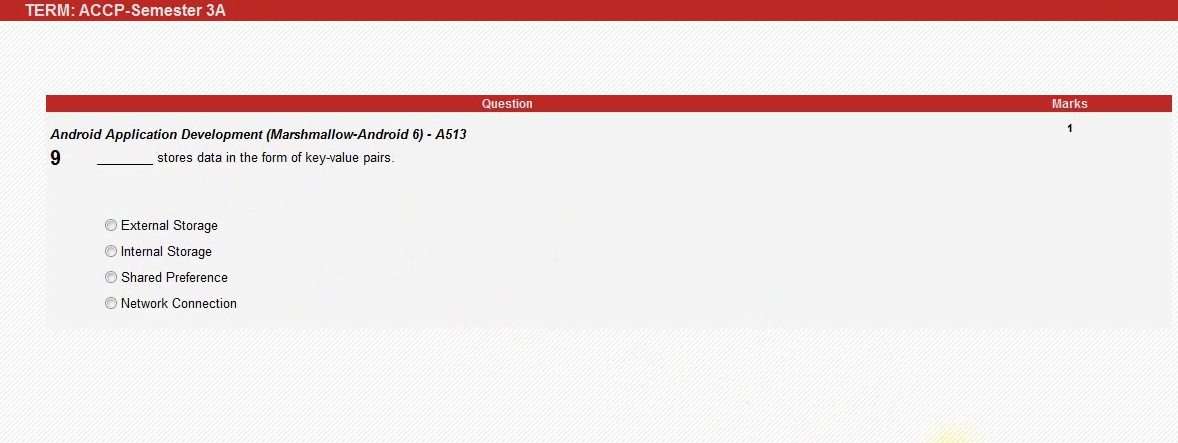 TERM: ACCP-Semester 3A
Question Marks
Android Application Development (Marshmallow-Android 6) - A513 1
9 ________ stores data in the form of key-value pairs.
External Storage
Internal Storage
Shared Preference
Network Connection